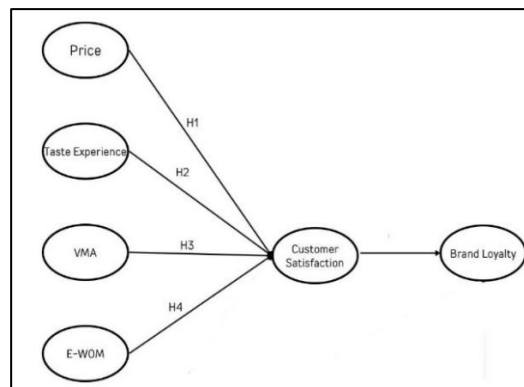 Price
H1
Taste Experience
H2
VMA
H3
Customer
Satisfaction
Brand Loyalty
H4
E-WOM